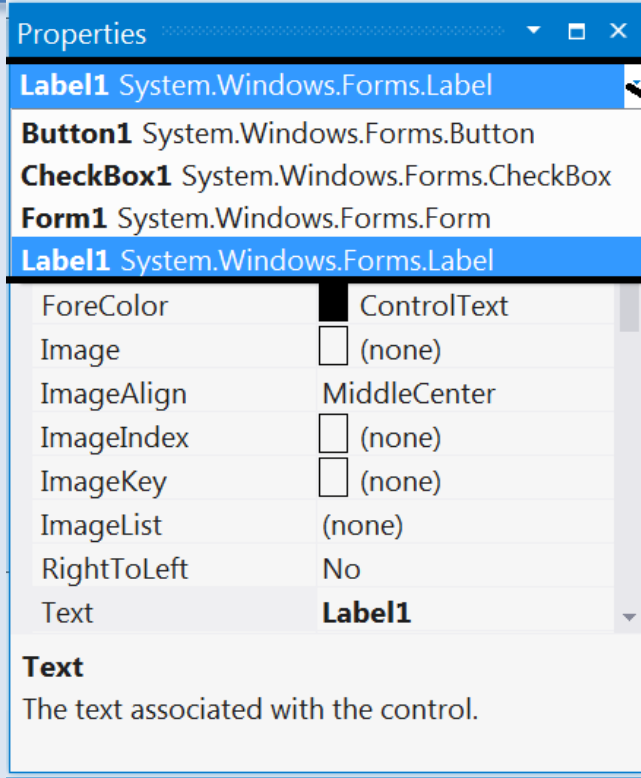 Properties
Label1 System.Windows.Forms.Label
Button1 System.Windows.Forms.Button
CheckBox1 System.Windows.Forms.CheckBox
Form1 System.Windows.Forms.Form
Label1 System.Windows.Forms.Label
ForeColor ControlText
Image (none)
ImageAlign MiddleCenter
ImageIndex (none)
ImageKey (none)
ImageList (none)
RightToLeft No
Text Label1
Text
The text associated with the control.